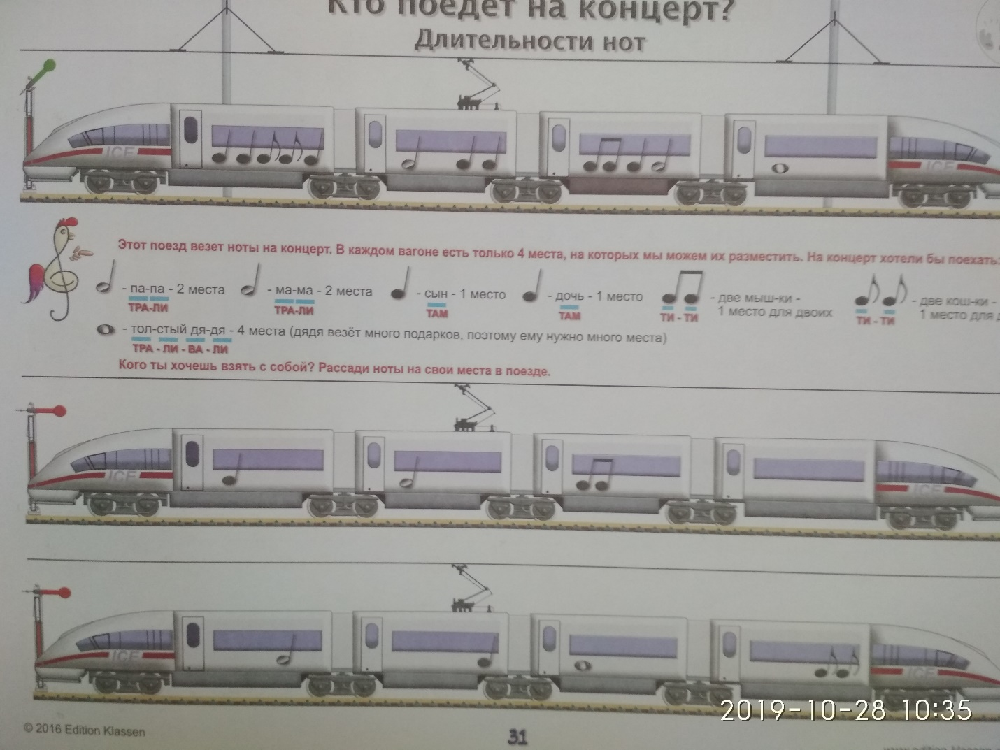 Кто поедет на концерт?
Длительности нот
ICE ICE
Этот поезд везет ноты на концерт. В каждом вагоне есть только 4 места, на которых мы можем их разместить. На концерт хотели бы поехать:
- па-па - 2 места - ма-ма - 2 места - сын - 1 место - дочь - 1 место - две мыш-ки - - две кош-ки -
1 место для двоих 1 место для
ТРА-ЛИ ТРА-ЛИ ТАМ ТАМ ТИ - ТИ ТИ - ТИ
- тол-стый дя-дя - 4 места (дядя везёт много подарков, поэтому ему нужно много места)
ТРА - ЛИ - ВА - ЛИ
Кого ты хочешь взять с собой? Рассади ноты на свои места в поезде.
ICE ICE
ICE ICE
2019-10-28 10:35
© 2016 Edition Klassen
31